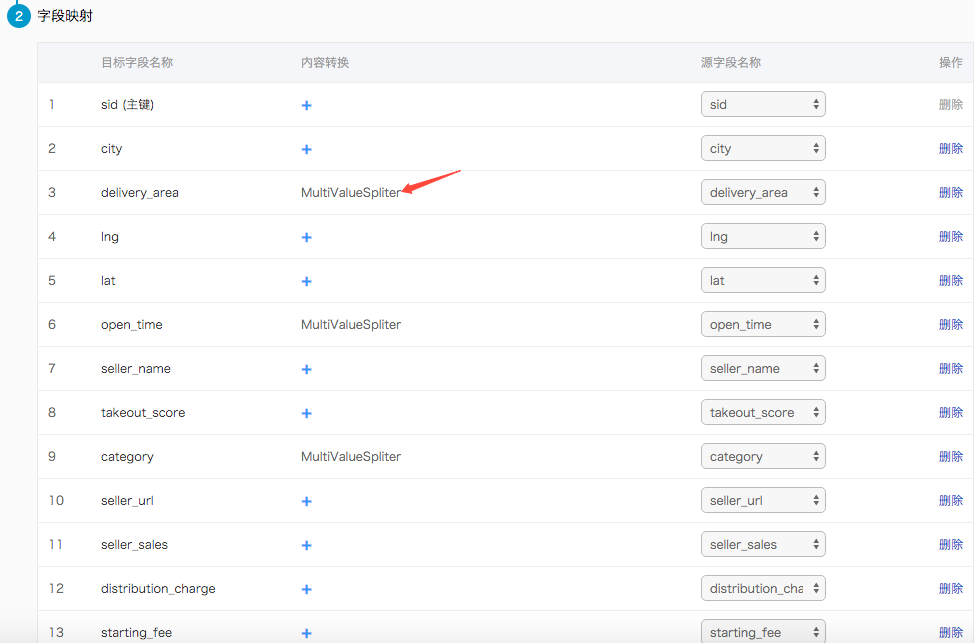 2 字段映射
目标字段名称 内容转换 源字段名称 操作
1 sid (主键) + sid 删除
2 city + city 删除
3 delivery_area MultiValueSpliter delivery_area 删除
4 lng + lng 删除
5 lat + lat 删除
6 open_time MultiValueSpliter open_time 删除
7 seller_name + seller_name 删除
8 takeout_score + takeout_score 删除
9 category MultiValueSpliter category 删除
10 seller_url + seller_url 删除
11 seller_sales + seller_sales 删除
12 distribution_charge + distribution_cha 删除
13 starting_fee + starting_fee 删除